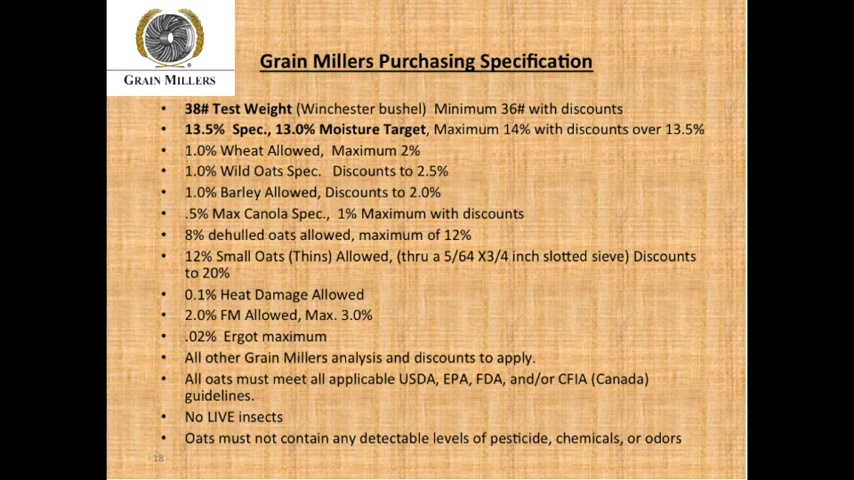 GRAIN MILLERS
Grain Millers Purchasing Specification
• 38# Test Weight (Winchester bushel) Minimum 36# with discounts
• 13.5% Spec., 13.0% Moisture Target, Maximum 14% with discounts over 13.5%
• 1.0% Wheat Allowed, Maximum 2%
• 1.0% Wild Oats Spec. Discounts to 2.5%
• 1.0% Barley Allowed, Discounts to 2.0%
• .5% Max Canola Spec., 1% Maximum with discounts
• 8% dehulled oats allowed, maximum of 12%
• 12% Small Oats (Thins) Allowed, (thru a 5/64 X3/4 inch slotted sieve) Discounts
to 20%
• 0.1% Heat Damage Allowed
• 2.0% FM Allowed, Max. 3.0%
• .02% Ergot maximum
• All other Grain Millers analysis and discounts to apply.
• All oats must meet all applicable USDA, EPA, FDA, and/or CFIA (Canada)
guidelines.
• No LIVE insects
• Oats must not contain any detectable levels of pesticide, chemicals, or odors
- 18 -